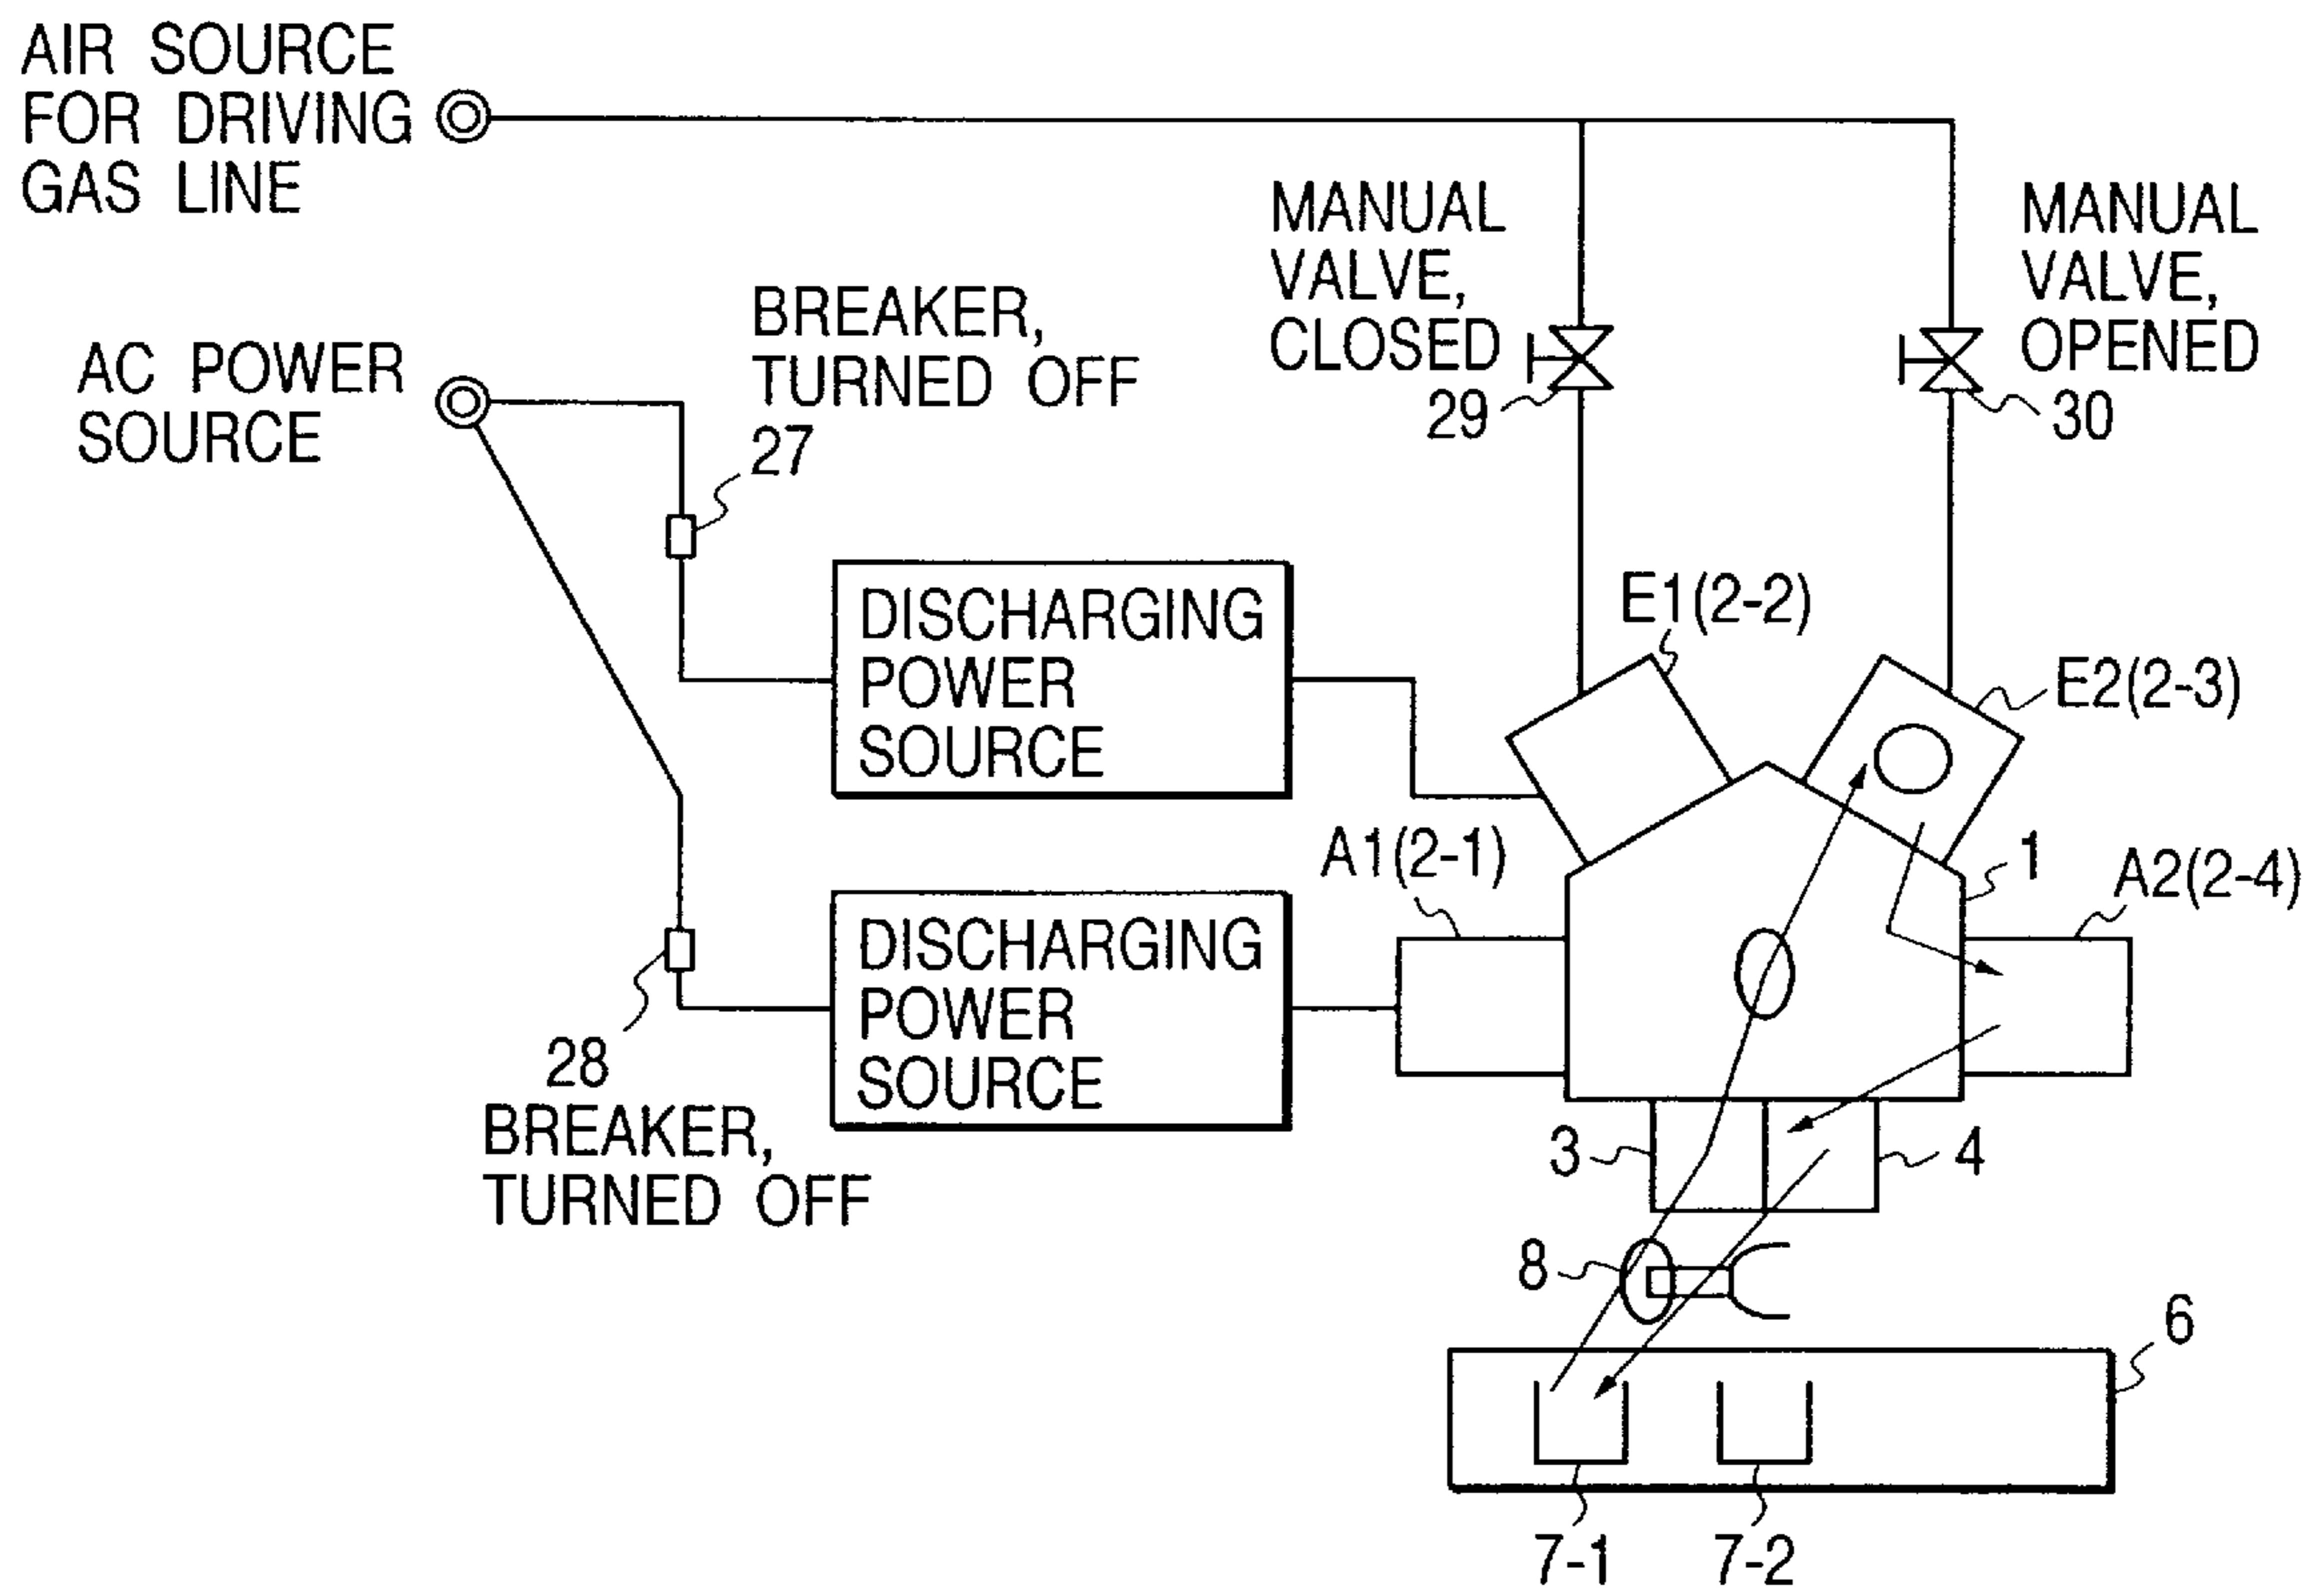 AIR SOURCE
FOR DRIVING
GAS LINE
MANUAL
VALVE,
CLOSED
29
MANUAL
VALVE,
OPENED
30
BREAKER,
TURNED OFF
27
AC POWER
SOURCE
DISCHARGING
POWER
SOURCE
E1(2-2)
E2(2-3)
A1(2-1)
1
A2(2-4)
DISCHARGING
POWER
SOURCE
28
BREAKER,
TURNED OFF
3
4
8
6
7-1
7-2